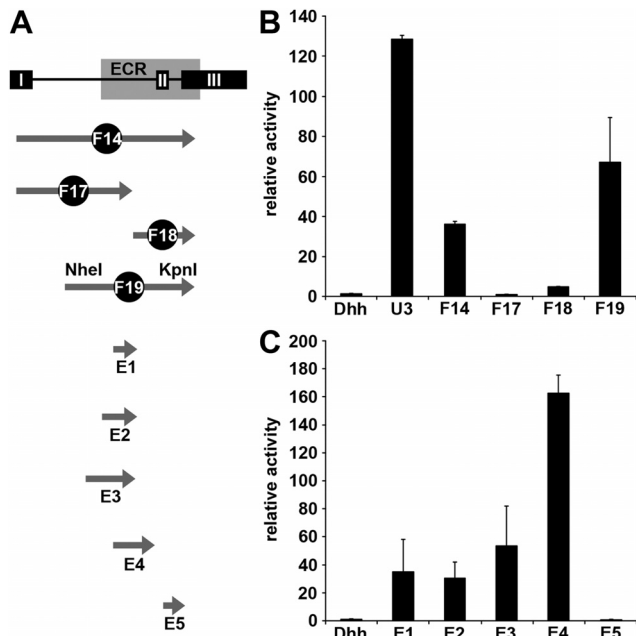 A
ECR
I
II
III
F14
F17
F18
NheI
KpnI
F19
E1
E2
E3
E4
E5
B
relative activity
140
120
100
80
60
40
20
0
Dhh U3 F14 F17 F18 F19
C
relative activity
200
180
160
140
120
100
80
60
40
20
0
Dhh E1 E2 E3 E4 E5